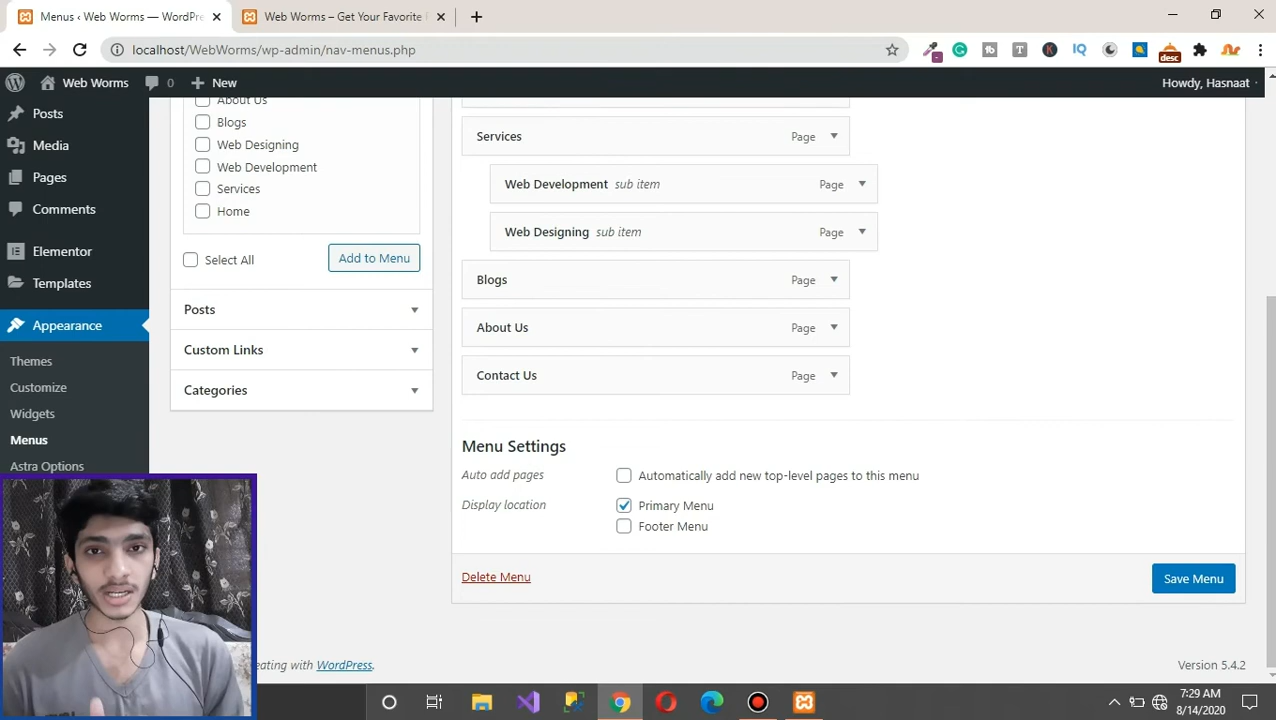 Menus ‹ Web Worms — WordPre
Web Worms – Get Your Favorite P
localhost/WebWorms/wp-admin/nav-menus.php
desc
Web Worms
0
New
Howdy, Hasnaat
Posts
Media
Pages
Comments
Elementor
Templates
Appearance
Themes
Customize
Widgets
Menus
Astra Options
About Us
Blogs
Web Designing
Web Development
Services
Home
Select All
Add to Menu
Posts
Custom Links
Categories
Services Page
Web Development sub item Page
Web Designing sub item Page
Blogs Page
About Us Page
Contact Us Page
Menu Settings
Auto add pages
Automatically add new top-level pages to this menu
Display location
Primary Menu
Footer Menu
Delete Menu
Save Menu
eating with WordPress.
Version 5.4.2
7:29 AM
8/14/2020